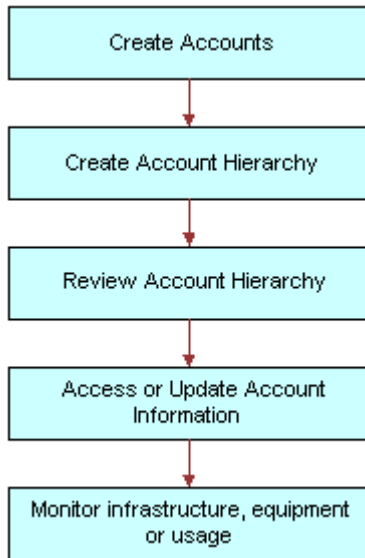 Create Accounts
Create Account Hierarchy
Review Account Hierarchy
Access or Update Account
Information
Monitor infrastructure, equipment
or usage